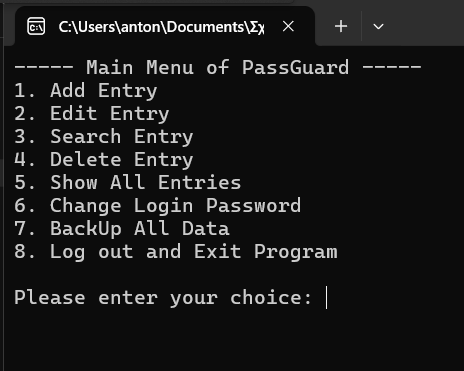 C:\Users\anton\Documents\Σχ
----- Main Menu of PassGuard -----
1. Add Entry
2. Edit Entry
3. Search Entry
4. Delete Entry
5. Show All Entries
6. Change Login Password
7. BackUp All Data
8. Log out and Exit Program
Please enter your choice: